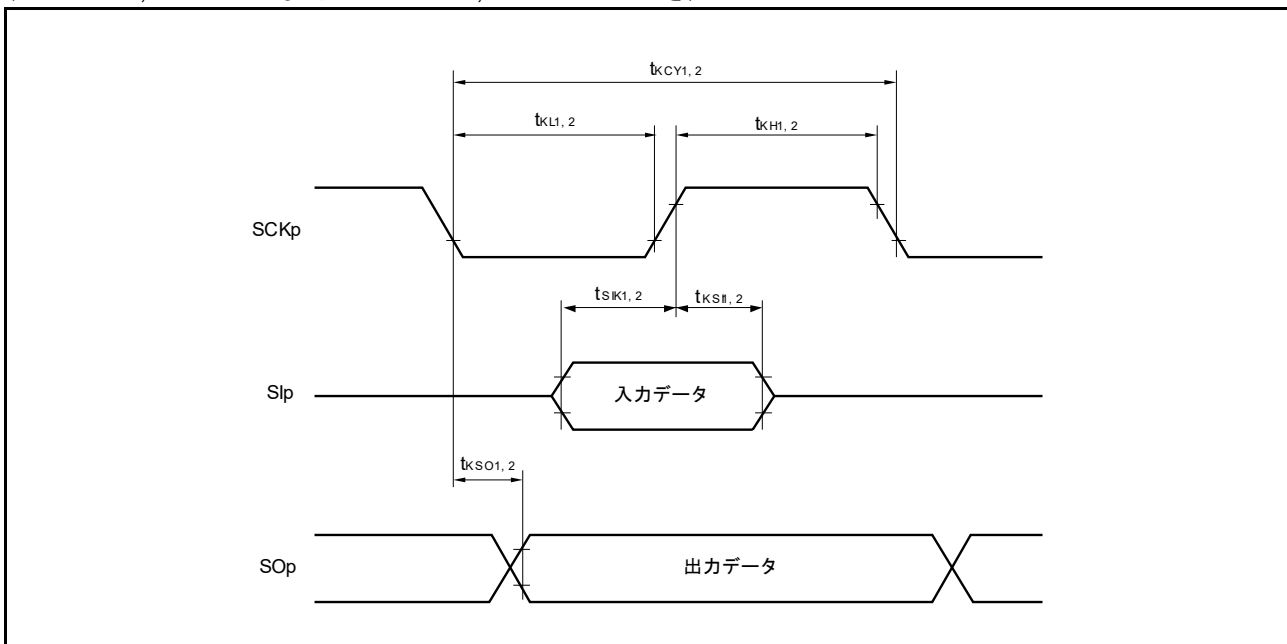 tKCY1, 2
tKL1, 2
tKH1, 2
SCKp
tSIK1, 2
tKSI1, 2
SIp
入力データ
tKSO1, 2
SOp
出力データ